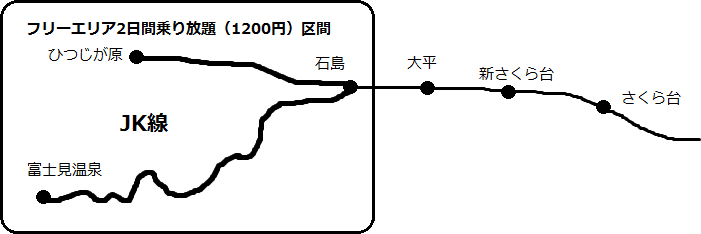 フリーエリア2日間乗り放題（1200円）区間
ひつじが原
石島
大平
新さくら台
さくら台
JK線
富士見温泉